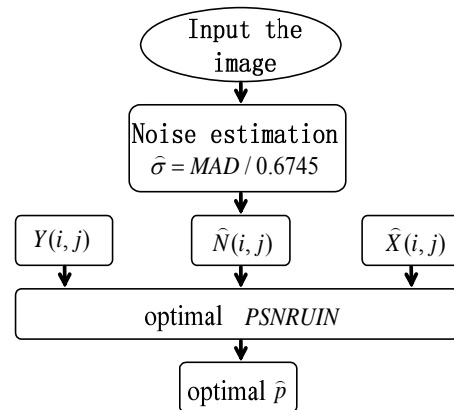 Input the
image
Noise estimation
σ̂ = MAD / 0.6745
Y(i, j)
N̂(i, j)
X̂(i, j)
optimal PSNRUIN
optimal p̂